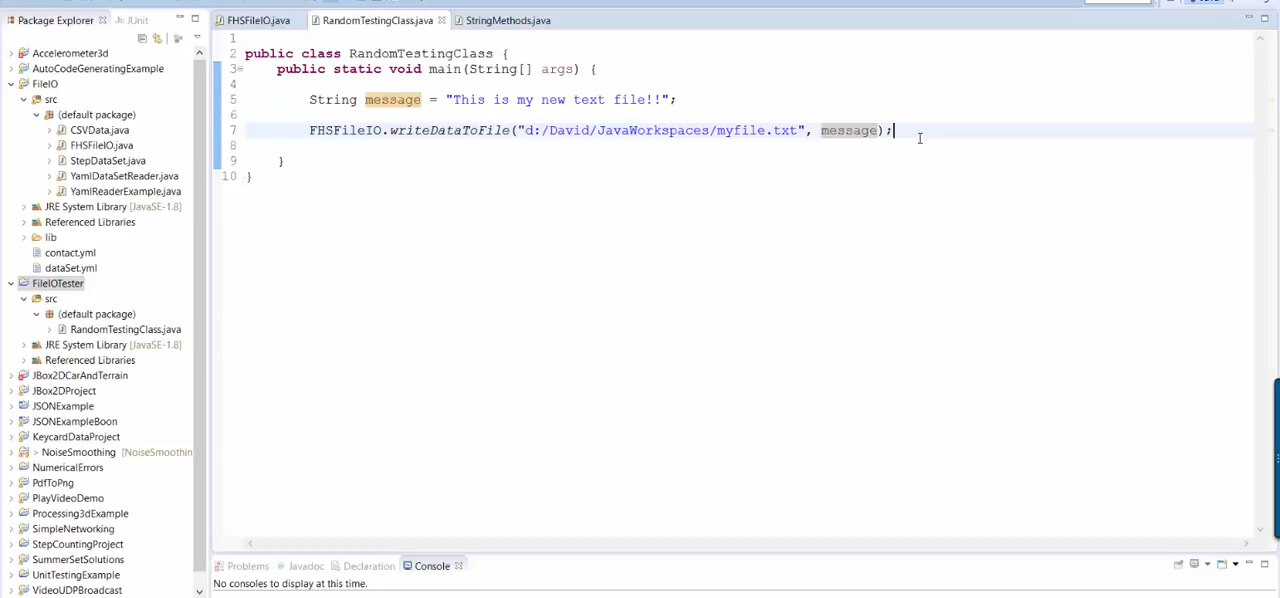 Package Explorer JUnit
Accelerometer3d
AutoCodeGeneratingExample
FileIO
src
(default package)
CSVData.java
FHSFileIO.java
StepDataSet.java
YamlDataSetReader.java
YamlReaderExample.java
JRE System Library [JavaSE-1.8]
Referenced Libraries
lib
contact.yml
dataSet.yml
FileIOTester
src
(default package)
RandomTestingClass.java
JRE System Library [JavaSE-1.8]
Referenced Libraries
JBox2DCarAndTerrain
JBox2DProject
JSONExample
JSONExampleBoon
KeycardDataProject
> NoiseSmoothing [NoiseSmoothin
NumericalErrors
PdfToPng
PlayVideoDemo
Processing3dExample
SimpleNetworking
StepCountingProject
SummerSetSolutions
UnitTestingExample
VideoUDPBroadcast
FHSFileIO.java RandomTestingClass.java StringMethods.java
1
2 public class RandomTestingClass {
3 public static void main(String[] args) {
4
5 String message = "This is my new text file!!";
6
7 FHSFileIO.writeDataToFile("d:/David/JavaWorkspaces/myfile.txt", message);
8
9 }
10 }
Problems Javadoc Declaration Console
No consoles to display at this time.